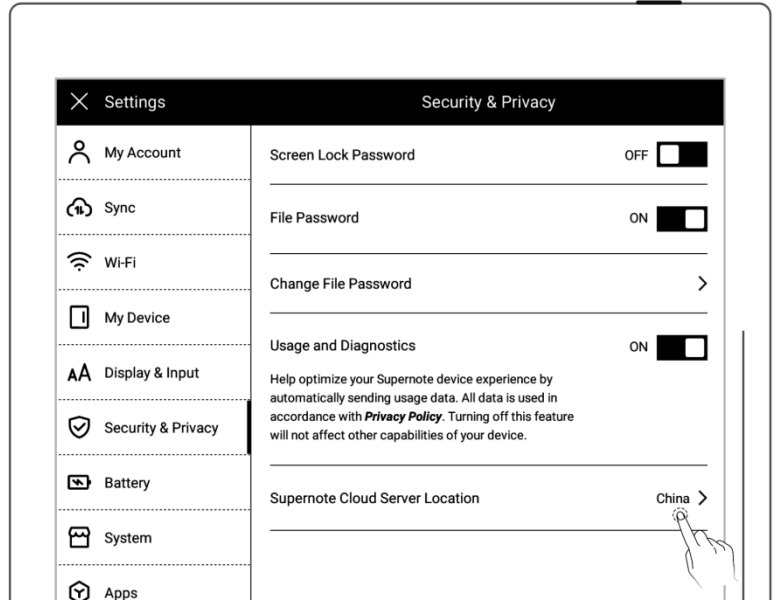 Settings
Security & Privacy
My Account
Sync
Wi-Fi
My Device
Display & Input
Security & Privacy
Battery
System
Apps
Screen Lock Password OFF
File Password ON
Change File Password
Usage and Diagnostics ON
Help optimize your Supernote device experience by
automatically sending usage data. All data is used in
accordance with Privacy Policy. Turning off this feature
will not affect other capabilities of your device.
Supernote Cloud Server Location China